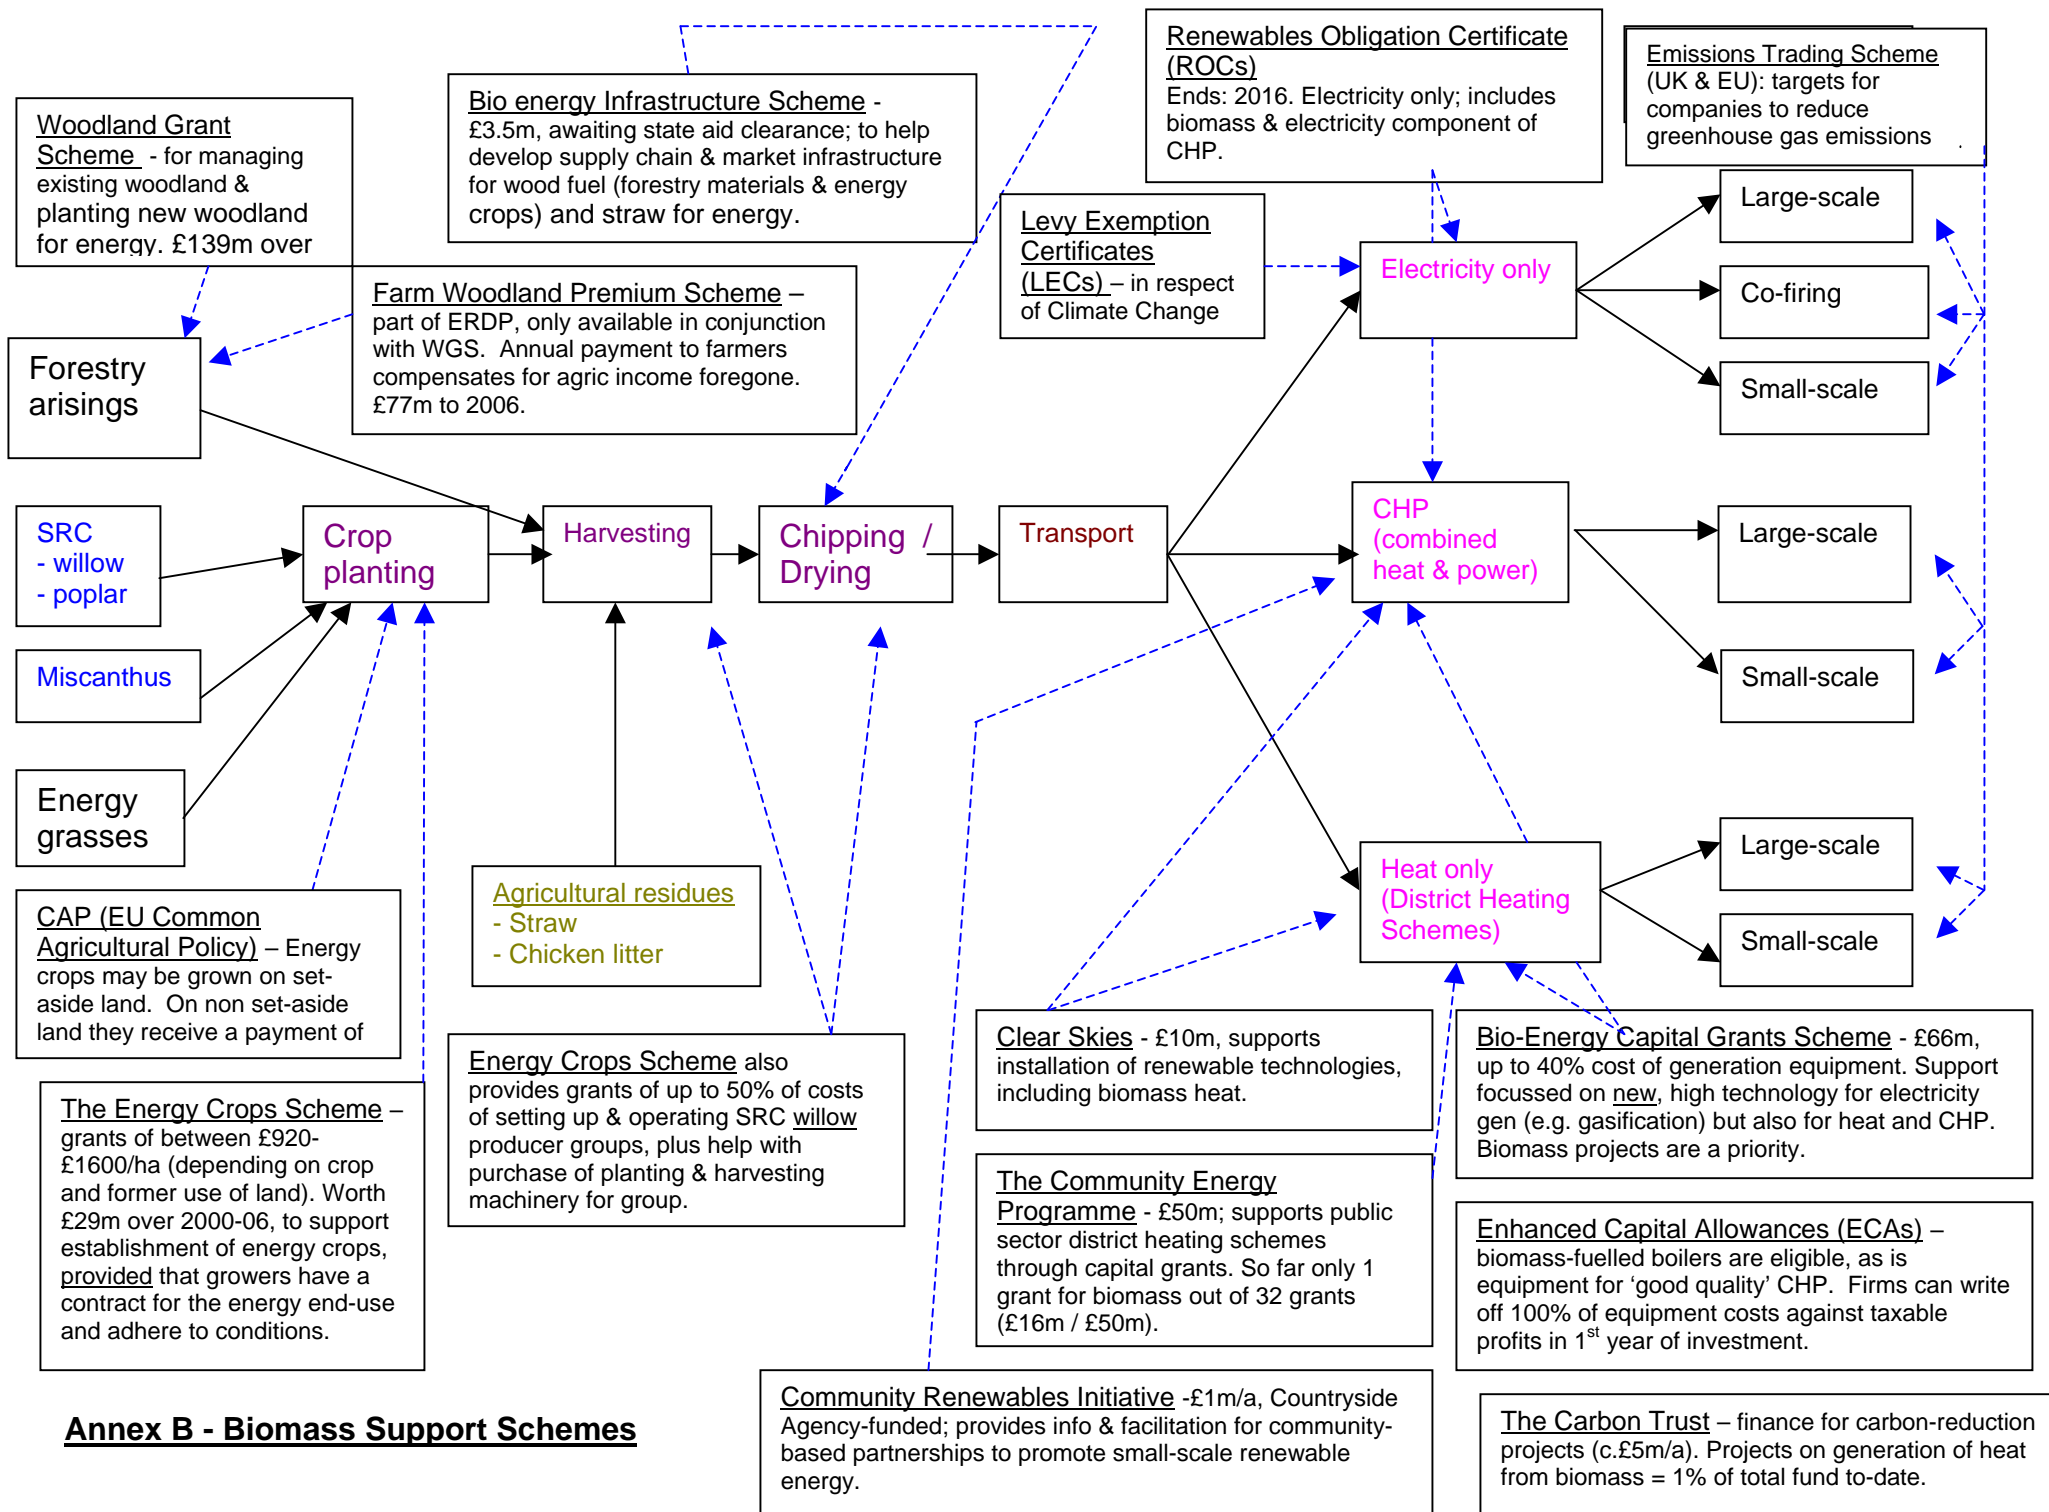 Renewables Obligation Certificate
(ROCs)
Ends: 2016. Electricity only; includes
biomass & electricity component of
CHP.
Emissions Trading Scheme
(UK & EU): targets for
companies to reduce
greenhouse gas emissions
.
Bio energy Infrastructure Scheme -
£3.5m, awaiting state aid clearance; to help
develop supply chain & market infrastructure
for wood fuel (forestry materials & energy
crops) and straw for energy.
Woodland Grant
Scheme - for managing
existing woodland &
planting new woodland
for energy. £139m over
Levy Exemption
Certificates
(LECs) – in respect
of Climate Change
Farm Woodland Premium Scheme –
part of ERDP, only available in conjunction
with WGS. Annual payment to farmers
compensates for agric income foregone.
£77m to 2006.
Electricity only
Large-scale
Co-firing
Small-scale
Forestry
arisings
SRC
- willow
- poplar
Crop
planting
Harvesting
Chipping /
Drying
Transport
CHP
(combined
heat & power)
Large-scale
Small-scale
Miscanthus
Energy
grasses
Agricultural residues
- Straw
- Chicken litter
Heat only
(District Heating
Schemes)
Large-scale
Small-scale
CAP (EU Common
Agricultural Policy) – Energy
crops may be grown on set-
aside land. On non set-aside
land they receive a payment of
The Energy Crops Scheme –
grants of between £920-
£1600/ha (depending on crop
and former use of land). Worth
£29m over 2000-06, to support
establishment of energy crops,
provided that growers have a
contract for the energy end-use
and adhere to conditions.
Energy Crops Scheme also
provides grants of up to 50% of costs
of setting up & operating SRC willow
producer groups, plus help with
purchase of planting & harvesting
machinery for group.
Clear Skies - £10m, supports
installation of renewable technologies,
including biomass heat.
Bio-Energy Capital Grants Scheme - £66m,
up to 40% cost of generation equipment. Support
focussed on new, high technology for electricity
gen (e.g. gasification) but also for heat and CHP.
Biomass projects are a priority.
The Community Energy
Programme - £50m; supports public
sector district heating schemes
through capital grants. So far only 1
grant for biomass out of 32 grants
(£16m / £50m).
Enhanced Capital Allowances (ECAs) –
biomass-fuelled boilers are eligible, as is
equipment for ‘good quality’ CHP. Firms can write
off 100% of equipment costs against taxable
profits in 1st year of investment.
Community Renewables Initiative -£1m/a, Countryside
Agency-funded; provides info & facilitation for community-
based partnerships to promote small-scale renewable
energy.
The Carbon Trust – finance for carbon-reduction
projects (c.£5m/a). Projects on generation of heat
from biomass = 1% of total fund to-date.
Annex B - Biomass Support Schemes